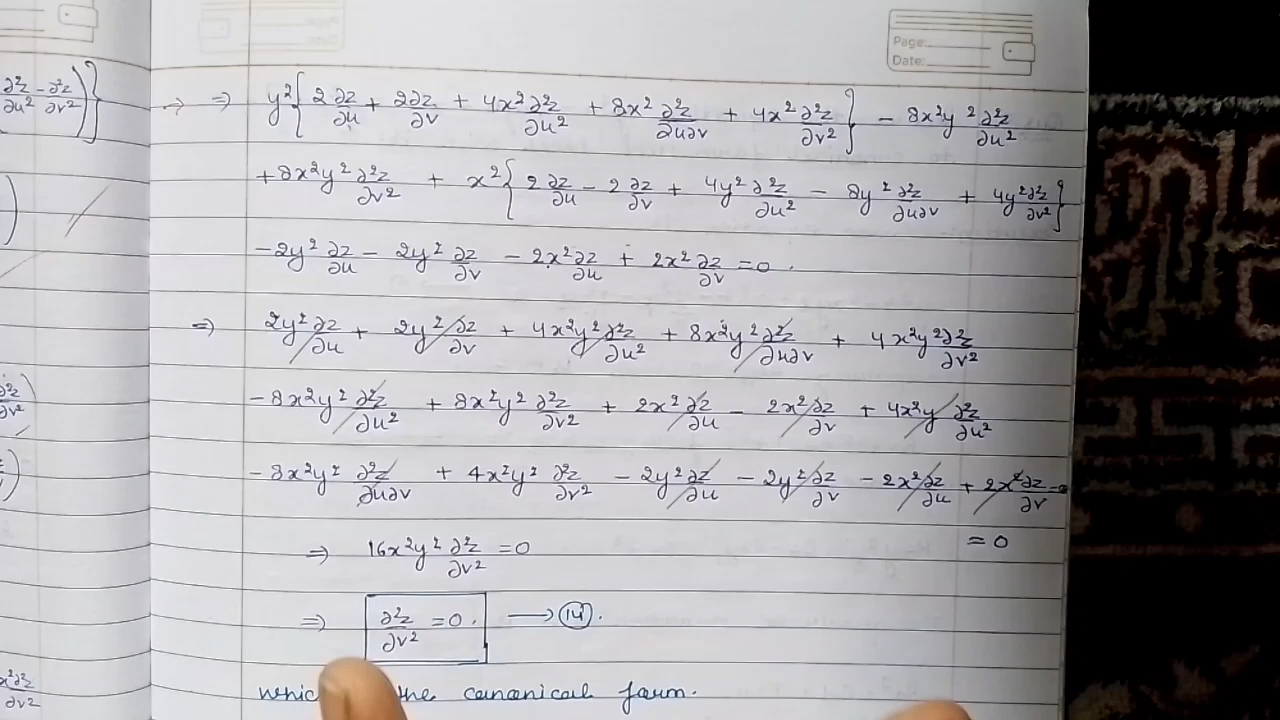 Page:
Date:
∂²z/∂u² - ∂²z/∂v² )}
→ ⇒ y²{ 2 ∂z/∂u + 2∂z/∂v + 4x² ∂²z/∂u² + 8x² ∂²z/∂u∂v + 4x² ∂²z/∂v² } - 8x²y² ∂²z/∂u²
+ 8x²y² ∂²z/∂v² + x²{ 2 ∂z/∂u - 2 ∂z/∂v + 4y² ∂²z/∂u² - 8y² ∂²z/∂u∂v + 4y² ∂²z/∂v² }
- 2y² ∂z/∂u - 2y² ∂z/∂v - 2x² ∂z/∂u + 2x² ∂z/∂v = 0.
⇒ 2y² ∂z/∂u + 2y² ∂z/∂v + 4x²y² ∂²z/∂u² + 8x²y² ∂²z/∂u∂v + 4x²y² ∂²z/∂v²
- 8x²y² ∂²z/∂u² + 8x²y² ∂²z/∂v² + 2x² ∂z/∂u - 2x² ∂z/∂v + 4x²y ∂²z/∂u²
- 8x²y² ∂²z/∂u∂v + 4x²y² ∂²z/∂v² - 2y² ∂z/∂u - 2y² ∂z/∂v - 2x² ∂z/∂u + 2x² ∂z/∂v
= 0
⇒ 16x²y² ∂²z/∂v² = 0
⇒ ∂²z/∂v² = 0. → (14).
the canonical form.